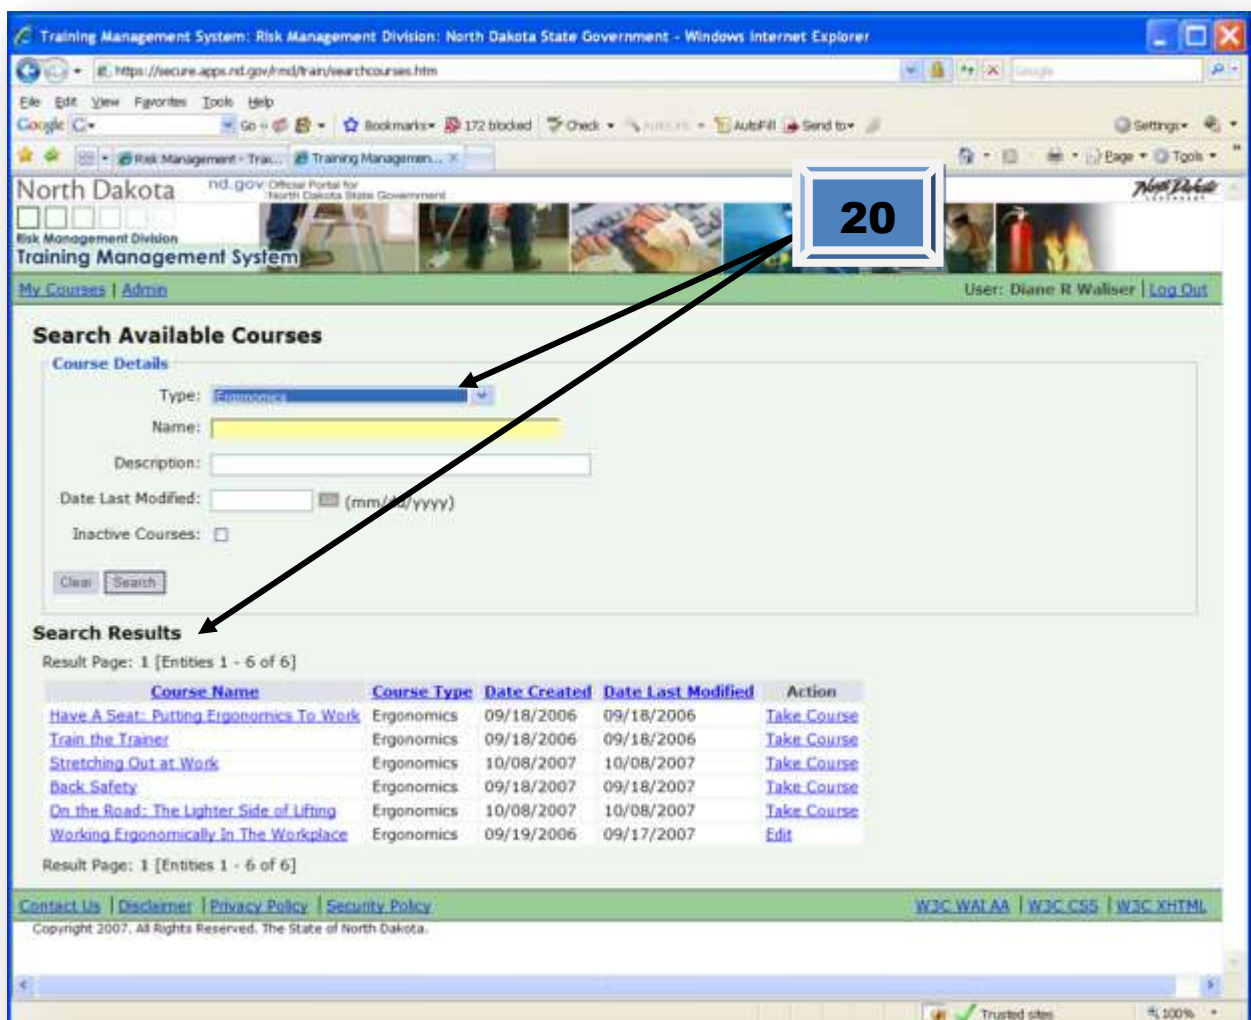 Training Management System: Risk Management Division: North Dakota State Government - Windows Internet Explorer
https://secure.apps.nd.gov/rmd/train/searchcourses.htm
File Edit View Favorites Tools Help
Google Go Bookmarks 172 blocked Check AutoFill Send to Settings
Risk Management - Trai... Training Managemen... Page Tools
North Dakota nd.gov Official Portal for
North Dakota State Government
North Dakota
Risk Management Division
Training Management System
20
My Courses | Admin User: Diane R Waliser | Log Out
Search Available Courses
Course Details
Type: Ergonomics
Name:
Description:
Date Last Modified: (mm/dd/yyyy)
Inactive Courses:
Clear Search
Search Results
Result Page: 1 [Entities 1 - 6 of 6]
Course Name Course Type Date Created Date Last Modified Action
Have A Seat: Putting Ergonomics To Work Ergonomics 09/18/2006 09/18/2006 Take Course
Train the Trainer Ergonomics 09/18/2006 09/18/2006 Take Course
Stretching Out at Work Ergonomics 10/08/2007 10/08/2007 Take Course
Back Safety Ergonomics 09/18/2007 09/18/2007 Take Course
On the Road: The Lighter Side of Lifting Ergonomics 10/08/2007 10/08/2007 Take Course
Working Ergonomically In The Workplace Ergonomics 09/19/2006 09/17/2007 Edit
Result Page: 1 [Entities 1 - 6 of 6]
Contact Us | Disclaimer | Privacy Policy | Security Policy W3C WAI AA | W3C CSS | W3C XHTML
Copyright 2007. All Rights Reserved. The State of North Dakota.
Trusted sites 100%